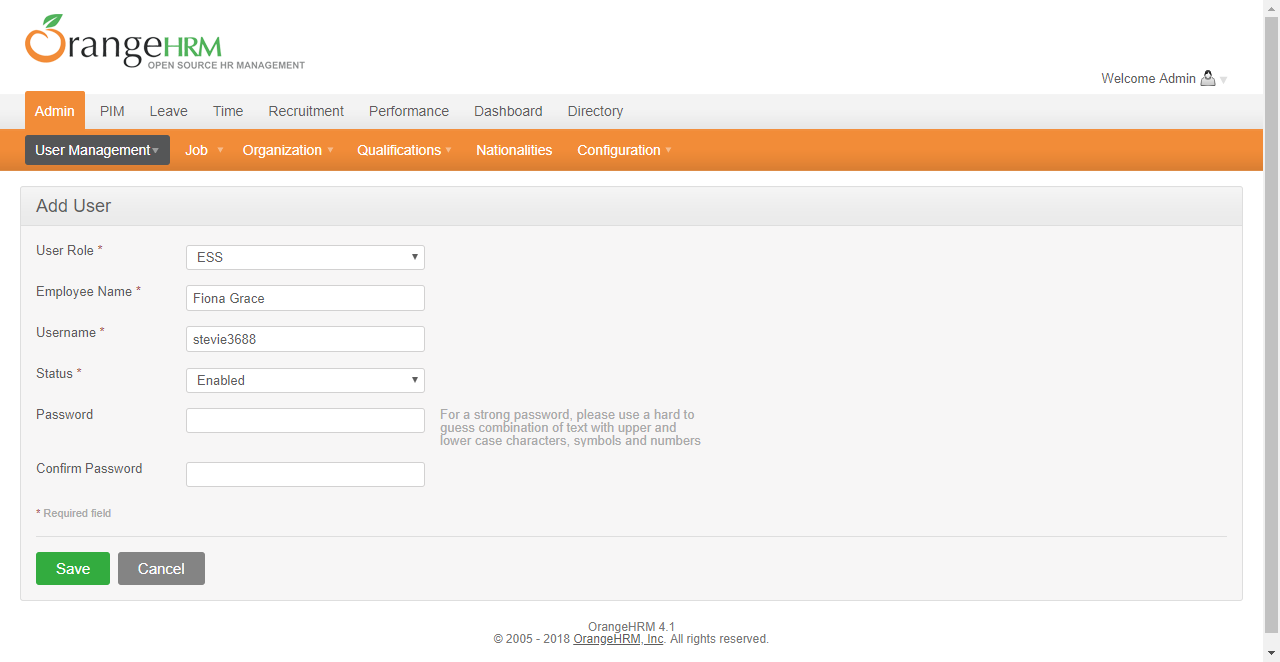 OrangeHRM
OPEN SOURCE HR MANAGEMENT
Welcome Admin
Admin PIM Leave Time Recruitment Performance Dashboard Directory
User Management Job Organization Qualifications Nationalities Configuration
Add User
User Role * ESS
Employee Name * Fiona Grace
Username * stevie3688
Status * Enabled
Password For a strong password, please use a hard to
guess combination of text with upper and
lower case characters, symbols and numbers
Confirm Password
* Required field
Save Cancel
OrangeHRM 4.1
© 2005 - 2018 OrangeHRM, Inc. All rights reserved.